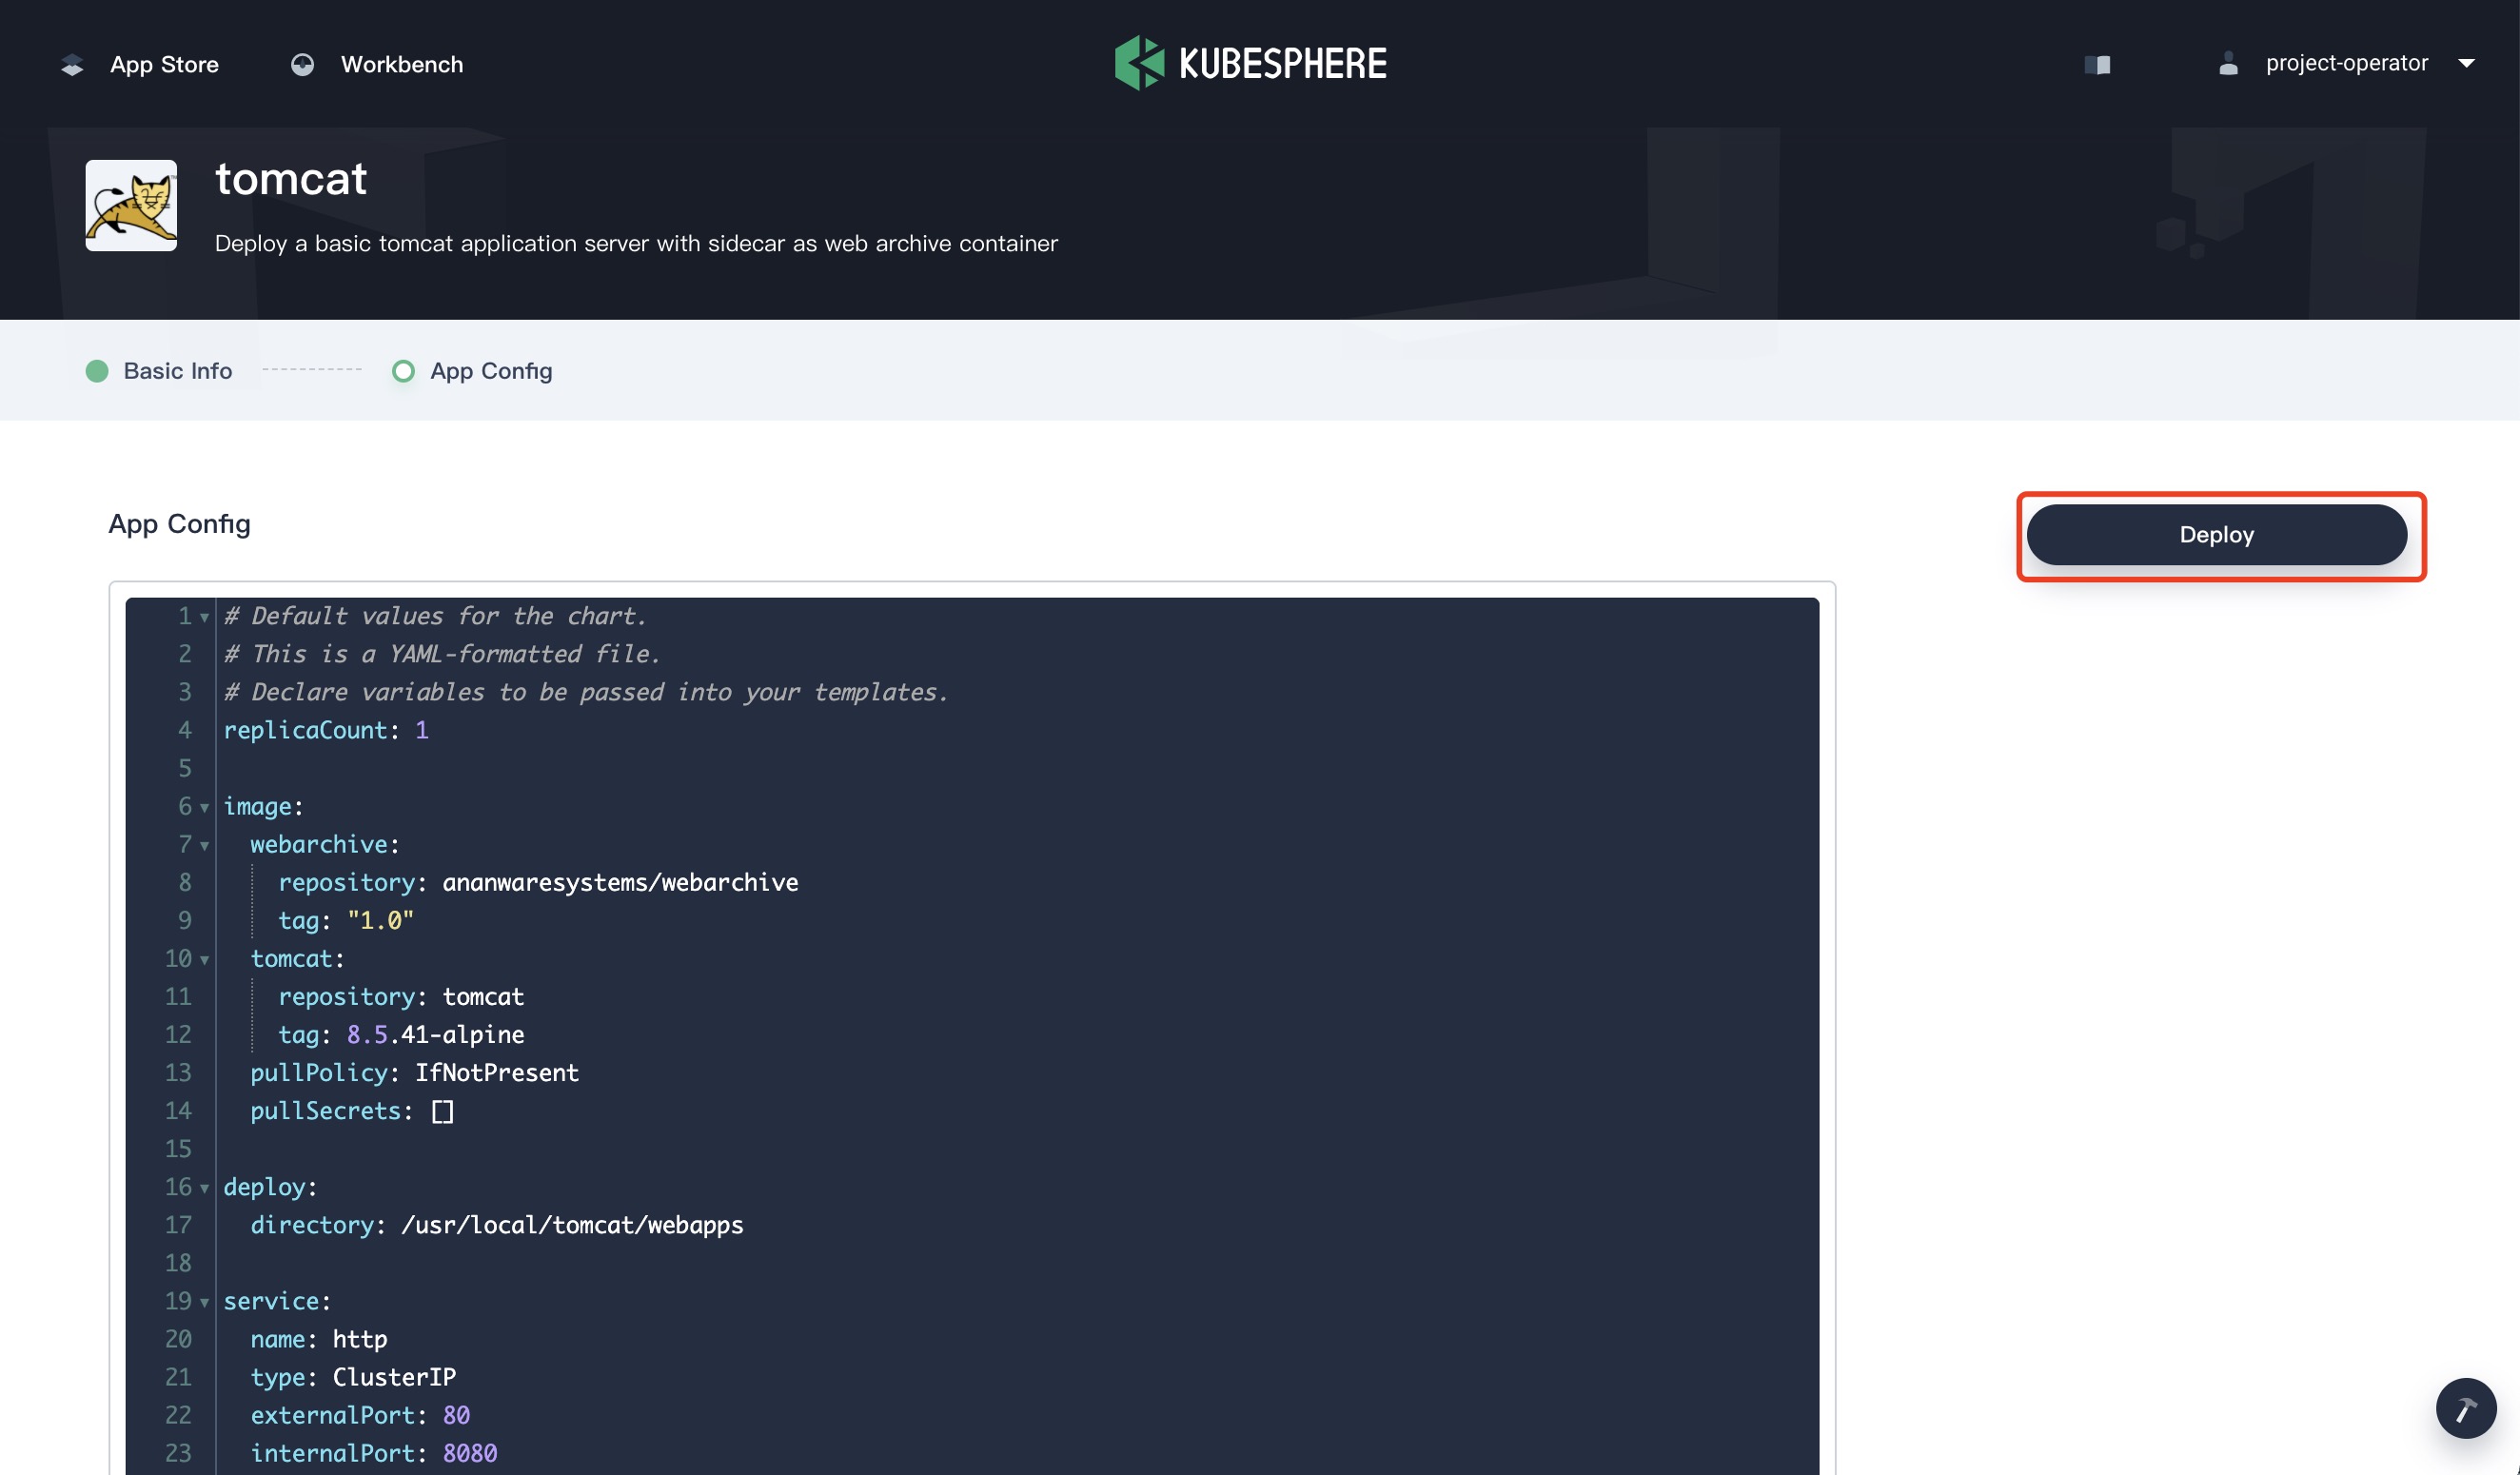 App Store
Workbench
KUBESPHERE
project-operator
tomcat
Deploy a basic tomcat application server with sidecar as web archive container
Basic Info
App Config
App Config
Deploy
1 # Default values for the chart.
2 # This is a YAML-formatted file.
3 # Declare variables to be passed into your templates.
4 replicaCount: 1
5
6 image:
7   webarchive:
8     repository: ananwaresystems/webarchive
9     tag: "1.0"
10   tomcat:
11     repository: tomcat
12     tag: 8.5.41-alpine
13   pullPolicy: IfNotPresent
14   pullSecrets: []
15
16 deploy:
17   directory: /usr/local/tomcat/webapps
18
19 service:
20   name: http
21   type: ClusterIP
22   externalPort: 80
23   internalPort: 8080